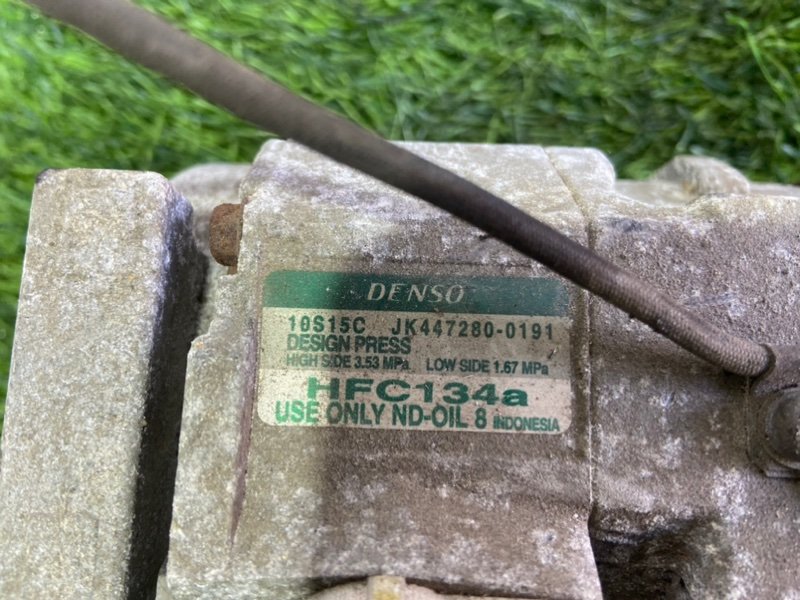 DENSO
10S15C JK447280-0191
DESIGN PRESS
HIGH SIDE 3.53 MPa LOW SIDE 1.67 MPa
HFC134a
USE ONLY ND-OIL 8 INDONESIA